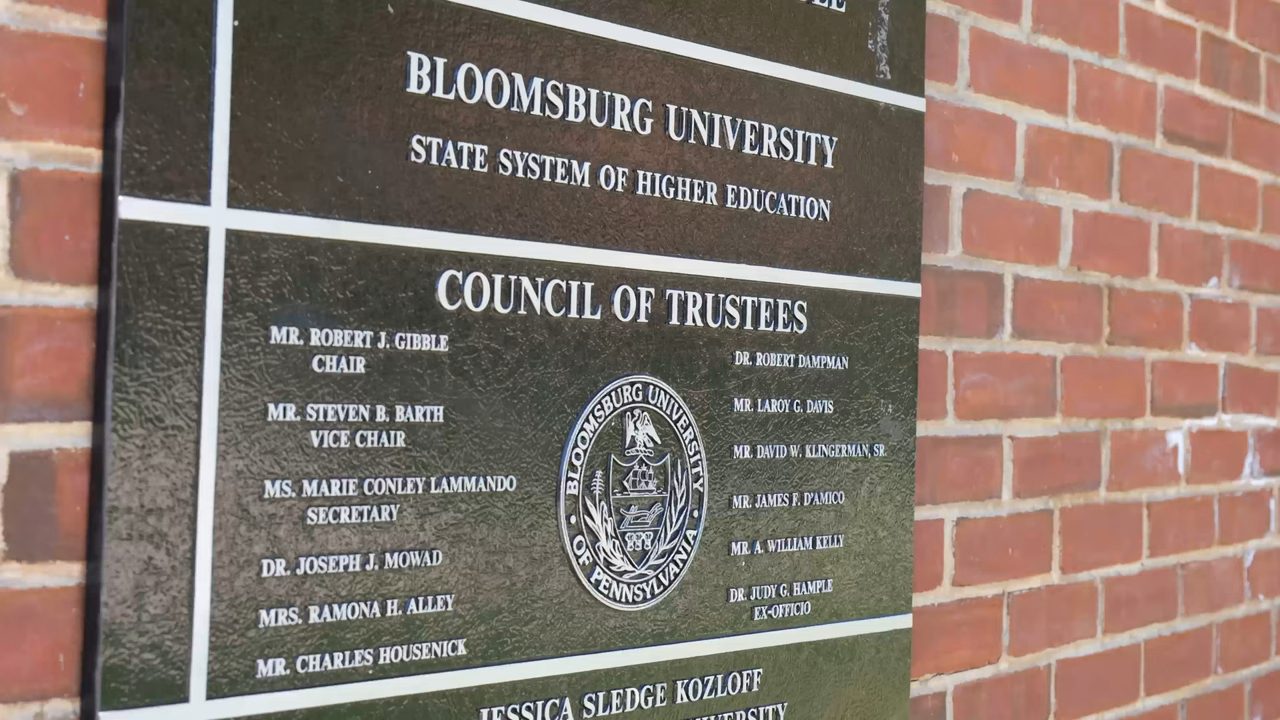 BLOOMSBURG UNIVERSITY
STATE SYSTEM OF HIGHER EDUCATION
COUNCIL OF TRUSTEES
MR. ROBERT J. GIBBLE
CHAIR
MR. STEVEN B. BARTH
VICE CHAIR
MS. MARIE CONLEY LAMMANDO
SECRETARY
DR. JOSEPH J. MOWAD
MRS. RAMONA H. ALLEY
MR. CHARLES HOUSENICK
BLOOMSBURG UNIVERSITY
· OF PENNSYLVANIA ·
DR. ROBERT DAMPMAN
MR. LAROY G. DAVIS
MR. DAVID W. KLINGERMAN, SR.
MR. JAMES F. D'AMICO
MR. A. WILLIAM KELLY
DR. JUDY G. HAMPLE
EX-OFFICIO
JESSICA SLEDGE KOZLOFF
UNIVERSITY